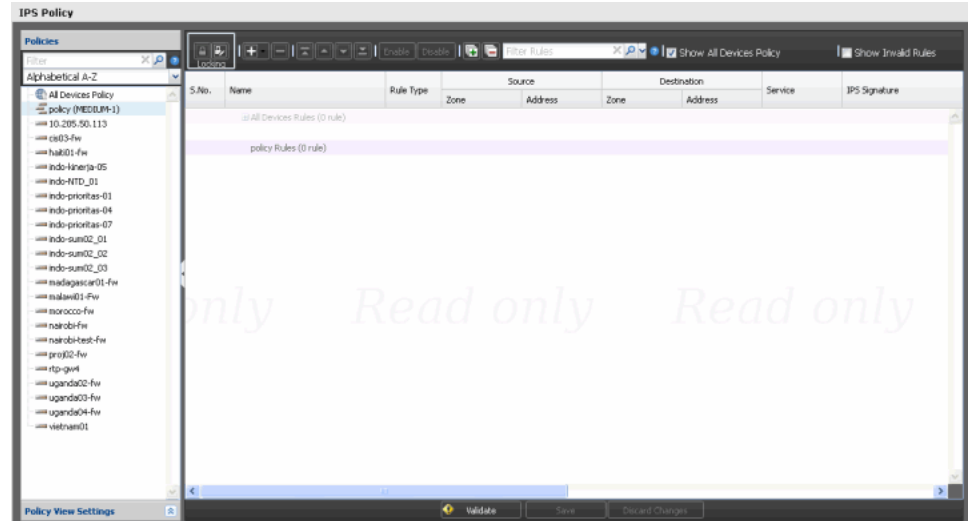 IPS Policy
Policies
Filter
Alphabetical A-Z
All Devices Policy
policy (MEDIUM-1)
10.205.50.113
cis03-fw
haiti01-fw
indo-kinerja-05
indo-NTD_01
indo-prioritas-01
indo-prioritas-04
indo-prioritas-07
indo-sum02_01
indo-sum02_02
indo-sum02_03
madagascar01-fw
malawi01-Fw
morocco-fw
nairobi-fw
nairobi-test-fw
proj02-fw
rtp-gw4
uganda02-fw
uganda03-fw
uganda04-fw
vietnam01
Policy View Settings
Locking
Enable Disable Filter Rules Show All Devices Policy Show Invalid Rules
S.No. Name Rule Type Source Destination Service IPS Signature
Zone Address Zone Address
All Devices Rules (0 rule)
policy Rules (0 rule)
only Read only Read only
Validate Save Discard Changes